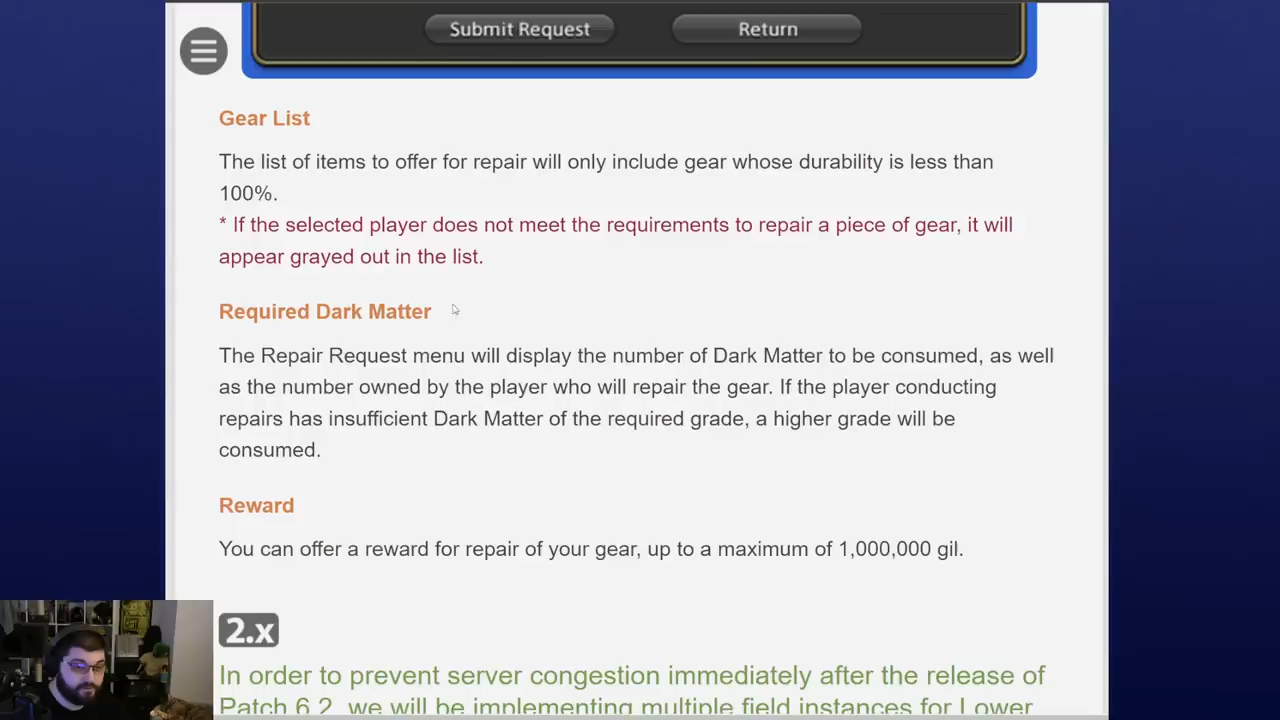 Submit Request
Return
Gear List
The list of items to offer for repair will only include gear whose durability is less than
100%.
* If the selected player does not meet the requirements to repair a piece of gear, it will
appear grayed out in the list.
Required Dark Matter
The Repair Request menu will display the number of Dark Matter to be consumed, as well
as the number owned by the player who will repair the gear. If the player conducting
repairs has insufficient Dark Matter of the required grade, a higher grade will be
consumed.
Reward
You can offer a reward for repair of your gear, up to a maximum of 1,000,000 gil.
2.x
In order to prevent server congestion immediately after the release of
Patch 6.2, we will be implementing multiple field instances for Lower